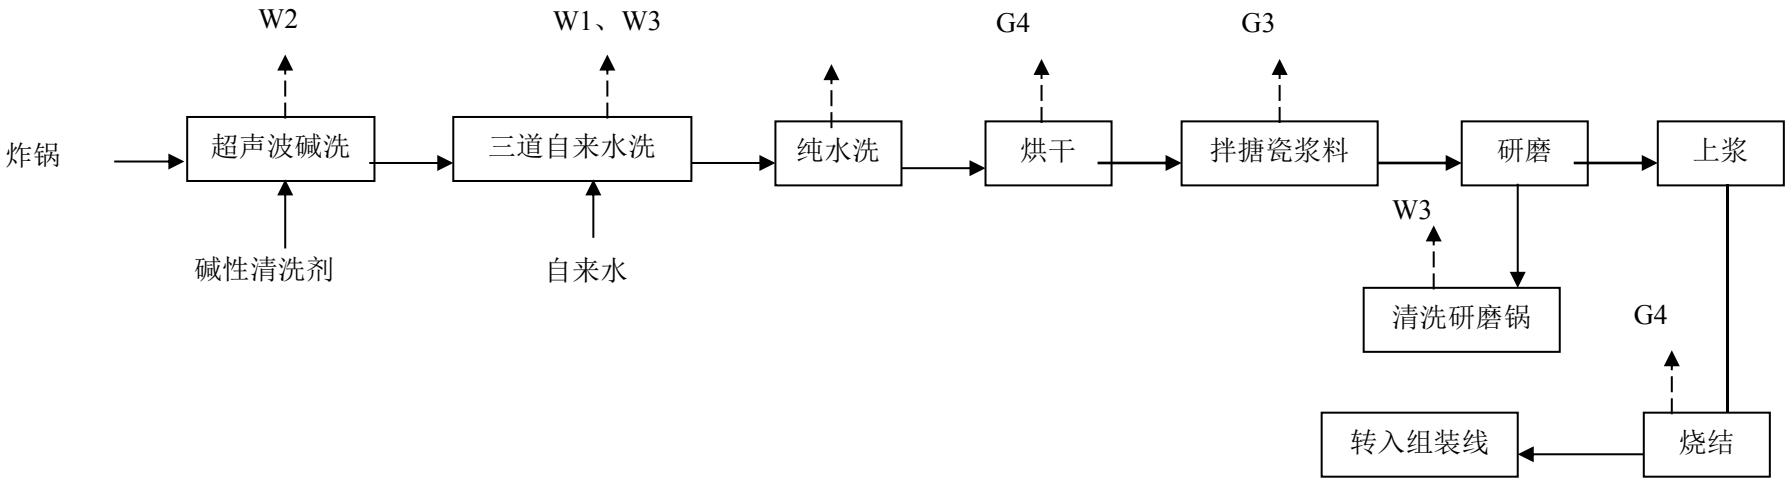 W2
W1、W3
G4
G3
炸锅
超声波碱洗
三道自来水洗
纯水洗
烘干
拌搪瓷浆料
研磨
上浆
碱性清洗剂
自来水
W3
清洗研磨锅
G4
转入组装线
烧结